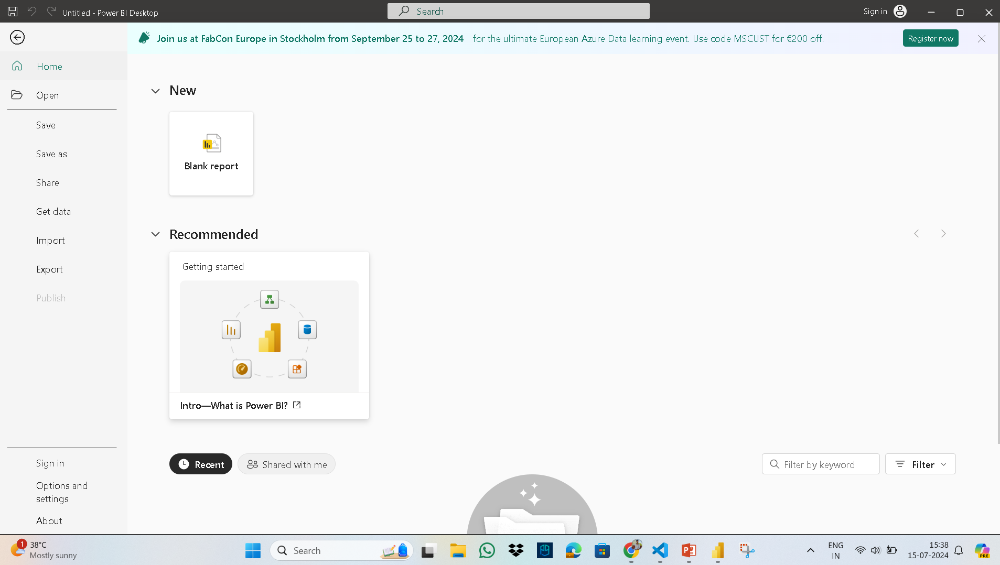 Untitled - Power BI Desktop
Search
Sign in
Join us at FabCon Europe in Stockholm from September 25 to 27, 2024 for the ultimate European Azure Data learning event. Use code MSCUST for €200 off.
Register now
Home
Open
Save
Save as
Share
Get data
Import
Export
Publish
Sign in
Options and
settings
About
New
Blank report
Recommended
Getting started
Intro—What is Power BI?
Recent
Shared with me
Filter by keyword
Filter
1
38°C
Mostly sunny
Search
ENG
IN
15:38
15-07-2024
PRE